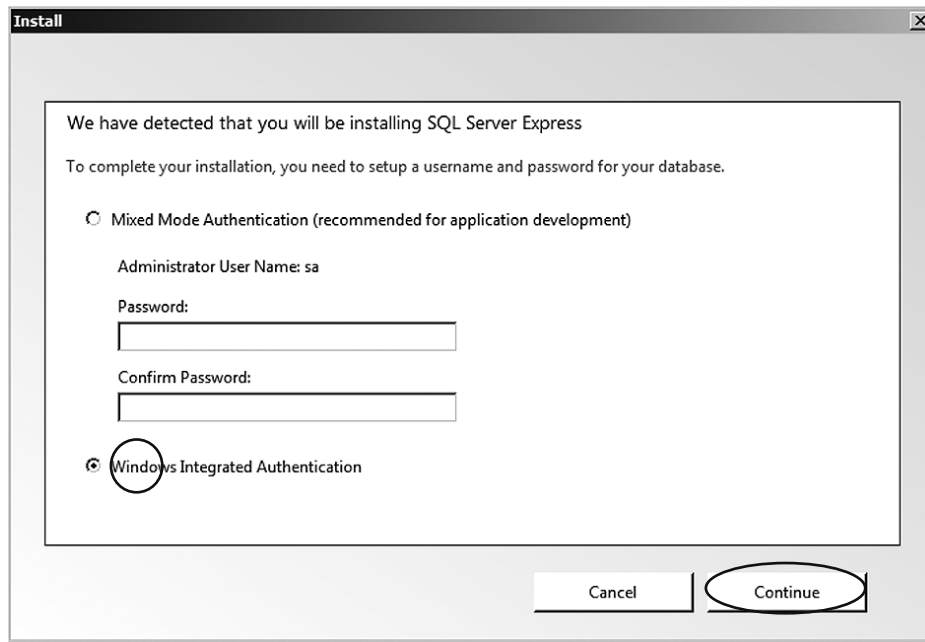 Install
We have detected that you will be installing SQL Server Express
To complete your installation, you need to setup a username and password for your database.
Mixed Mode Authentication (recommended for application development)
Administrator User Name: sa
Password:
Confirm Password:
Windows Integrated Authentication
Cancel
Continue